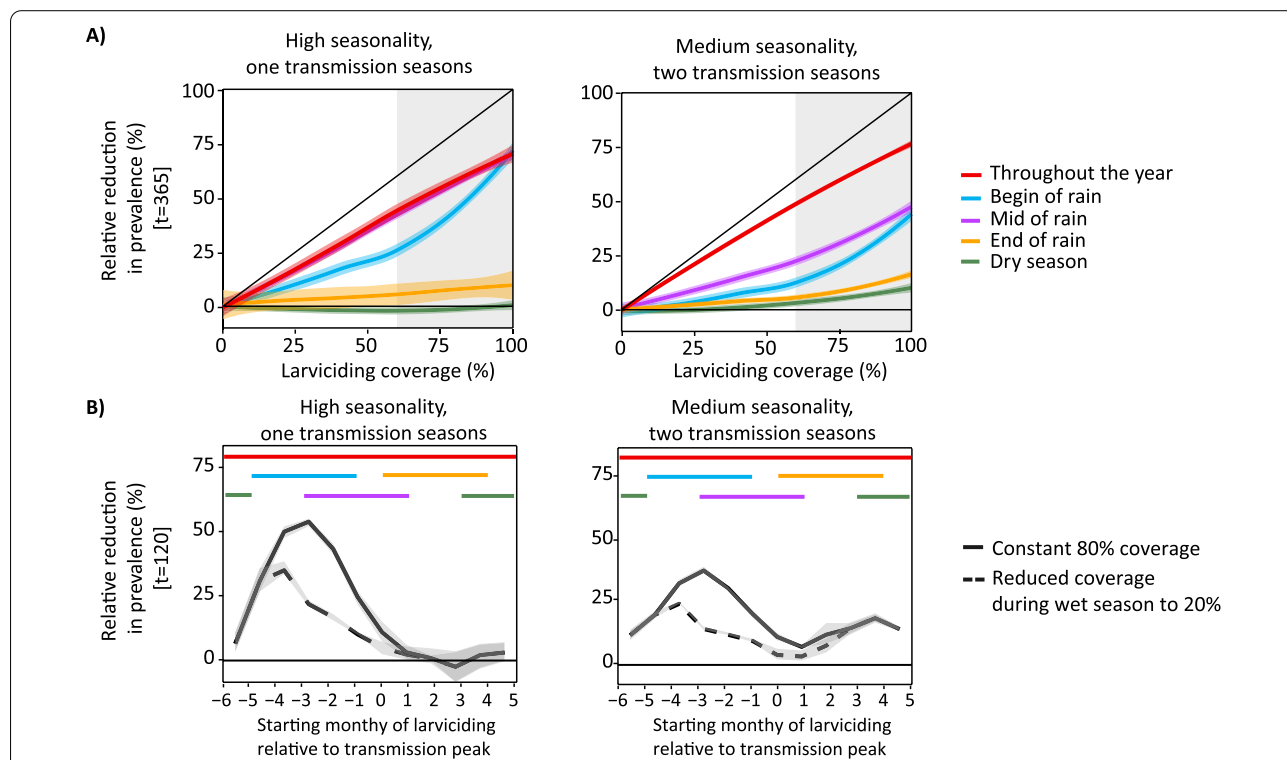 A)
High seasonality,
one transmission seasons
Medium seasonality,
two transmission seasons
Relative reduction
in prevalence (%)
[t=365]
100
75
50
25
0
0 25 50 75 100
Larviciding coverage (%)
100
75
50
25
0
0 25 50 75 100
Larviciding coverage (%)
Throughout the year
Begin of rain
Mid of rain
End of rain
Dry season
B)
High seasonality,
one transmission seasons
Medium seasonality,
two transmission seasons
Relative reduction
in prevalence (%)
[t=120]
75
50
25
0
−6 −5 −4 −3 −2 −1 0 1 2 3 4 5
Starting monthy of larviciding
relative to transmission peak
75
50
25
0
−6 −5 −4 −3 −2 −1 0 1 2 3 4 5
Starting monthy of larviciding
relative to transmission peak
Constant 80% coverage
Reduced coverage
during wet season to 20%